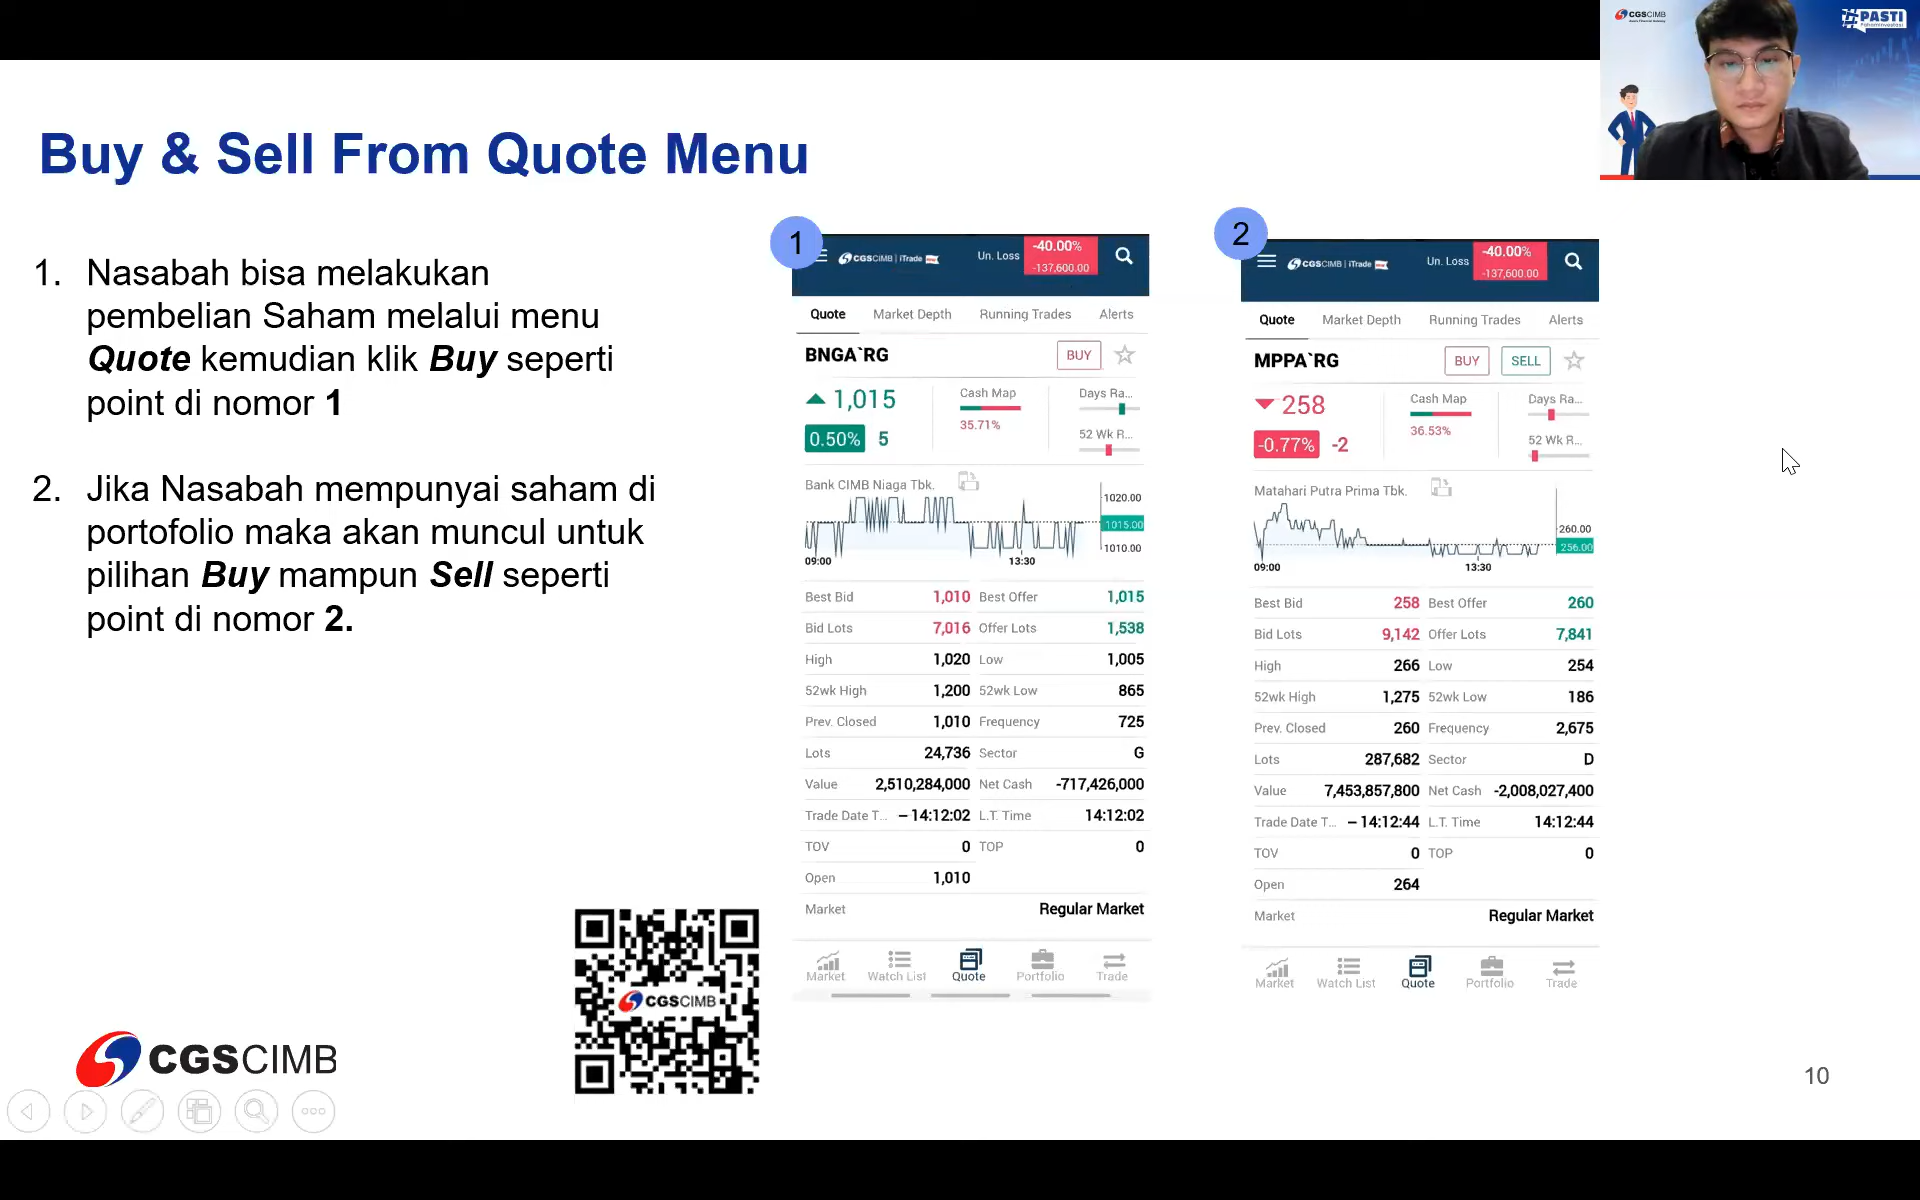 CGSCIMB
#PASTI
Buy & Sell From Quote Menu
1. Nasabah bisa melakukan
pembelian Saham melalui menu
Quote kemudian klik Buy seperti
point di nomor 1
2. Jika Nasabah mempunyai saham di
portofolio maka akan muncul untuk
pilihan Buy mampun Sell seperti
point di nomor 2.
1
CGSCIMB | iTrade
Un. Loss
-40.00%
-137,600.00
Quote Market Depth Running Trades Alerts
BNGA`RG BUY
1,015 Cash Map Days Ra...
0.50% 5 35.71% 52 Wk R...
Bank CIMB Niaga Tbk.
1020.00
1015.00
1010.00
09:00 13:30
Best Bid 1,010 Best Offer 1,015
Bid Lots 7,016 Offer Lots 1,538
High 1,020 Low 1,005
52wk High 1,200 52wk Low 865
Prev. Closed 1,010 Frequency 725
Lots 24,736 Sector G
Value 2,510,284,000 Net Cash -717,426,000
Trade Date T... – 14:12:02 L.T. Time 14:12:02
TOV 0 TOP 0
Open 1,010
Market Regular Market
Market Watch List Quote Portfolio Trade
2
CGSCIMB | iTrade
Un. Loss
-40.00%
-137,600.00
Quote Market Depth Running Trades Alerts
MPPA`RG BUY SELL
258 Cash Map Days Ra...
-0.77% -2 36.53% 52 Wk R...
Matahari Putra Prima Tbk.
260.00
256.00
09:00 13:30
Best Bid 258 Best Offer 260
Bid Lots 9,142 Offer Lots 7,841
High 266 Low 254
52wk High 1,275 52wk Low 186
Prev. Closed 260 Frequency 2,675
Lots 287,682 Sector D
Value 7,453,857,800 Net Cash -2,008,027,400
Trade Date T... – 14:12:44 L.T. Time 14:12:44
TOV 0 TOP 0
Open 264
Market Regular Market
Market Watch List Quote Portfolio Trade
CGSCIMB
CGSCIMB
10